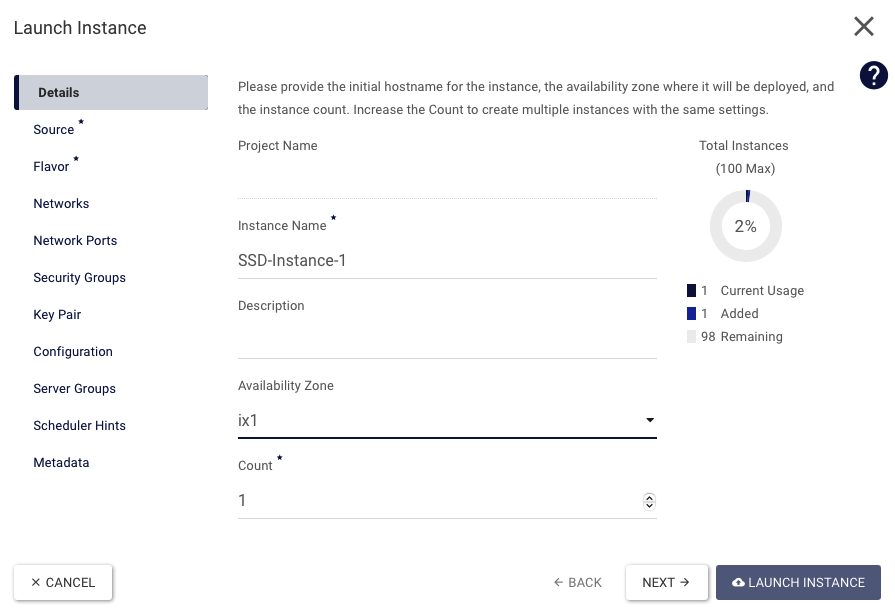 Launch Instance
Details
Source *
Flavor *
Networks
Network Ports
Security Groups
Key Pair
Configuration
Server Groups
Scheduler Hints
Metadata
Please provide the initial hostname for the instance, the availability zone where it will be deployed, and
the instance count. Increase the Count to create multiple instances with the same settings.
Project Name
Instance Name *
SSD-Instance-1
Description
Availability Zone
ix1
Count *
1
Total Instances
(100 Max)
2%
1 Current Usage
1 Added
98 Remaining
?
× CANCEL
← BACK
NEXT →
LAUNCH INSTANCE